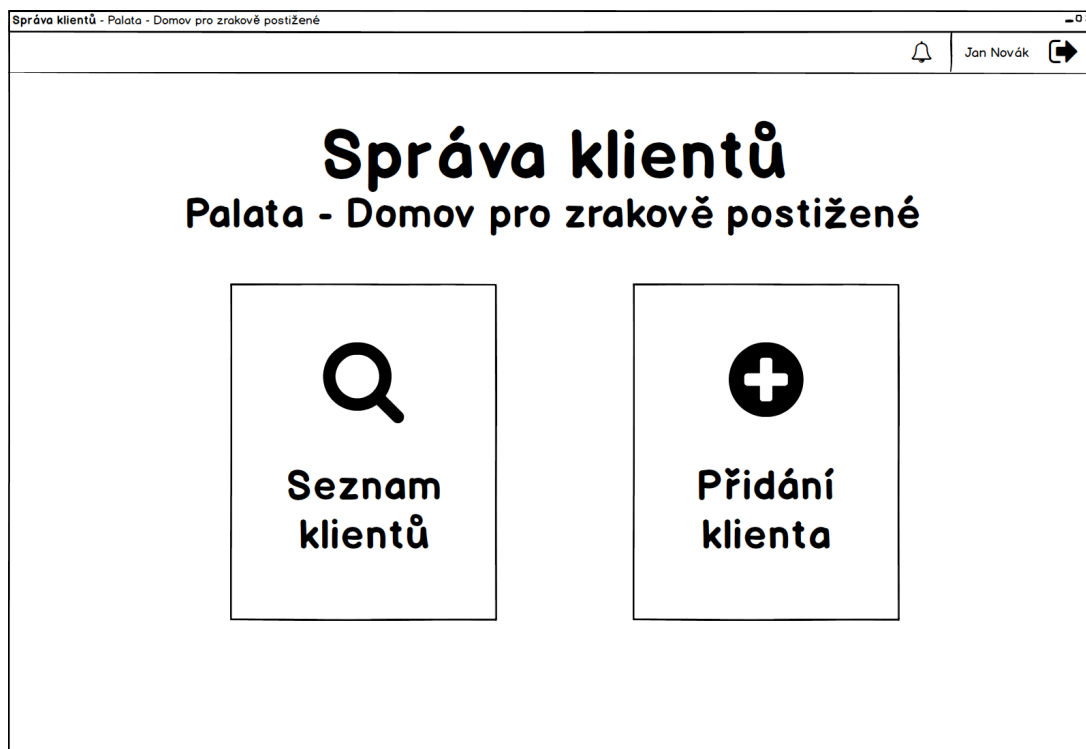 Správa klientů - Palata - Domov pro zrakově postižené
Jan Novák
Správa klientů
Palata - Domov pro zrakově postižené
Seznam
klientů
Přidání
klienta